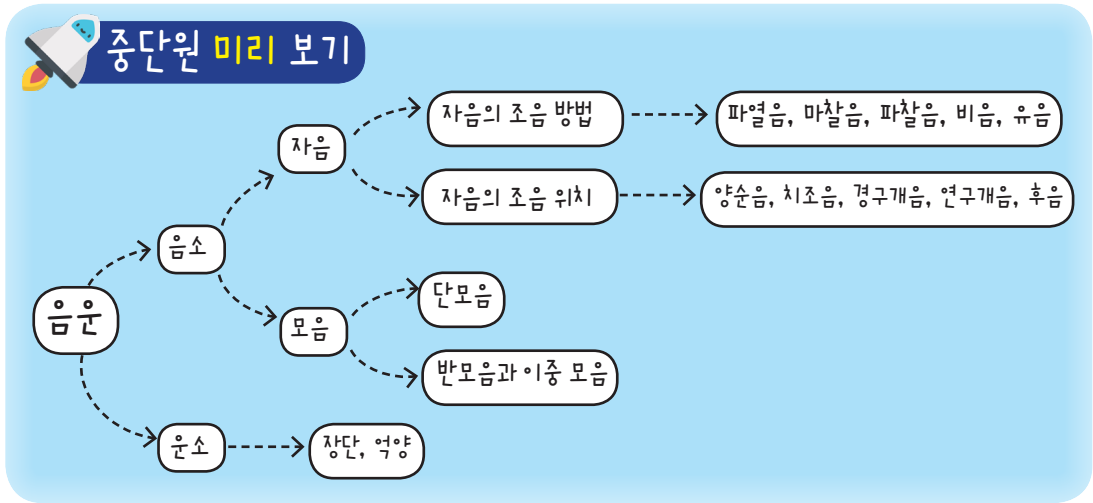 중단원 미리 보기
음운
음소
자음
자음의 조음 방법
파열음, 마찰음, 파찰음, 비음, 유음
자음의 조음 위치
양순음, 치조음, 경구개음, 연구개음, 후음
모음
단모음
반모음과 이중 모음
운소
장단, 억양